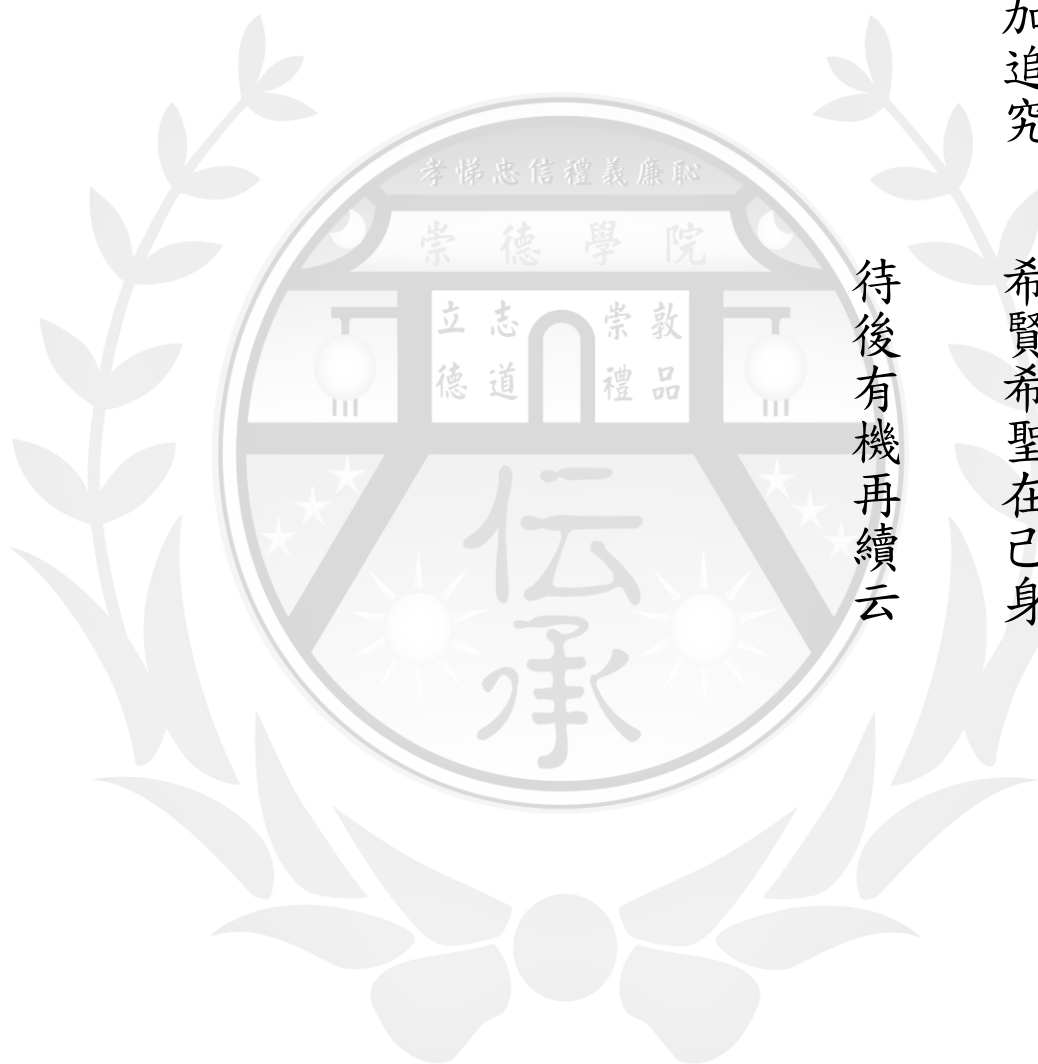 加追究
希賢希聖在己身
待後有機再續云
孝悌忠信禮義廉恥
崇德學院
敦品
崇禮
志道
立德
伝承